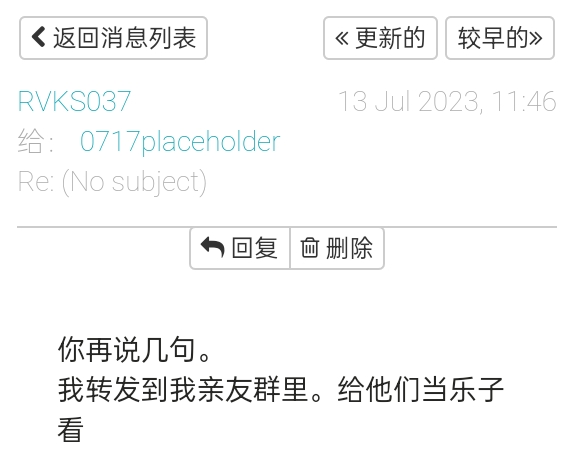 返回消息列表
« 更新的
较早的»
RVKS037
13 Jul 2023, 11:46
给： 0717placeholder
Re: (No subject)
回复
删除
你再说几句。
我转发到我亲友群里。给他们当乐子
看